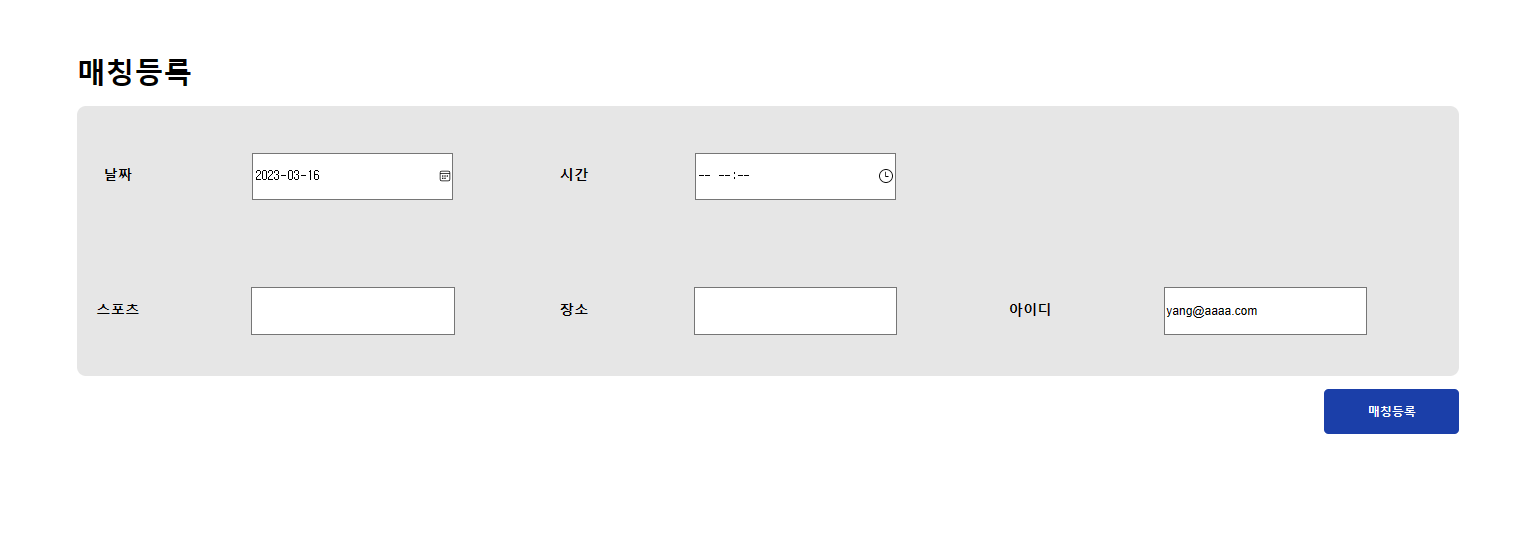 매칭등록
날짜 2023-03-16 시간 -- --:--
스포츠 장소 아이디 yang@aaaa.com
매칭등록